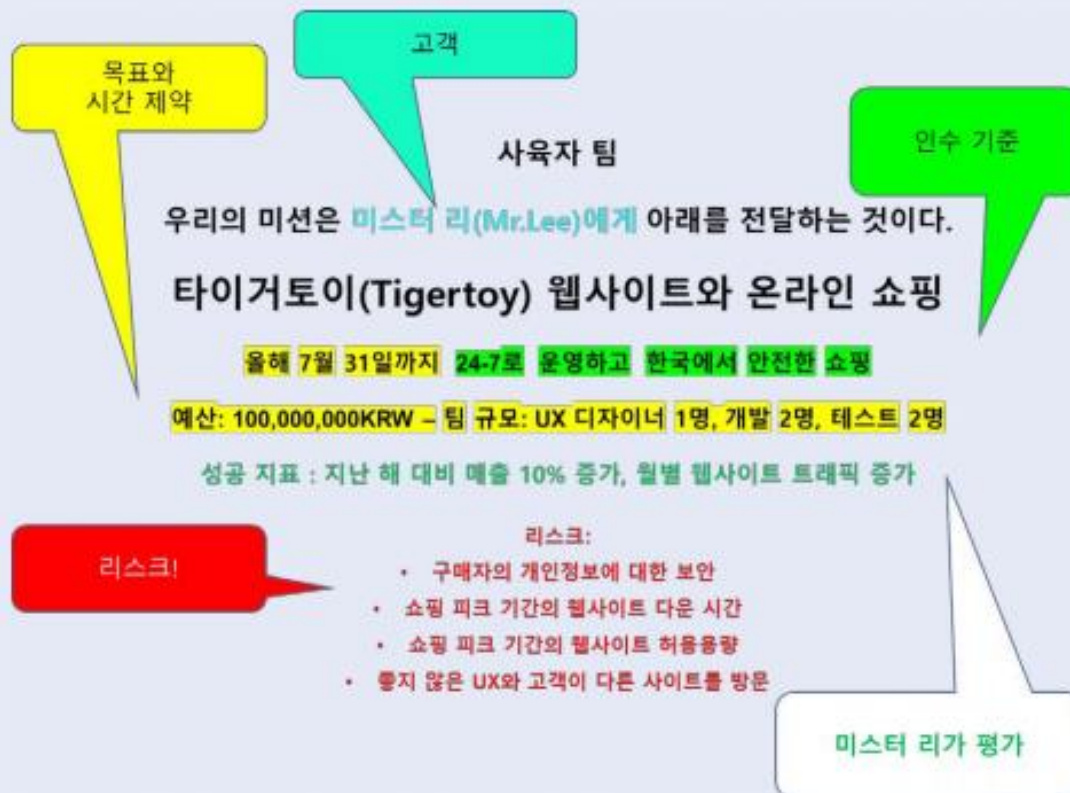 고객
목표와
시간 제약
인수 기준
사육자 팀
우리의 미션은 미스터 리(Mr.Lee)에게 아래를 전달하는 것이다.
타이거토이(Tigertoy) 웹사이트와 온라인 쇼핑
올해 7월 31일까지 24-7로 운영하고 한국에서 안전한 쇼핑
예산: 100,000,000KRW – 팀 규모: UX 디자이너 1명, 개발 2명, 테스트 2명
성공 지표 : 지난 해 대비 매출 10% 증가, 월별 웹사이트 트래픽 증가
리스크!
리스크:
• 구매자의 개인정보에 대한 보안
• 쇼핑 피크 기간의 웹사이트 다운 시간
• 쇼핑 피크 기간의 웹사이트 허용용량
• 좋지 않은 UX와 고객이 다른 사이트를 방문
미스터 리가 평가